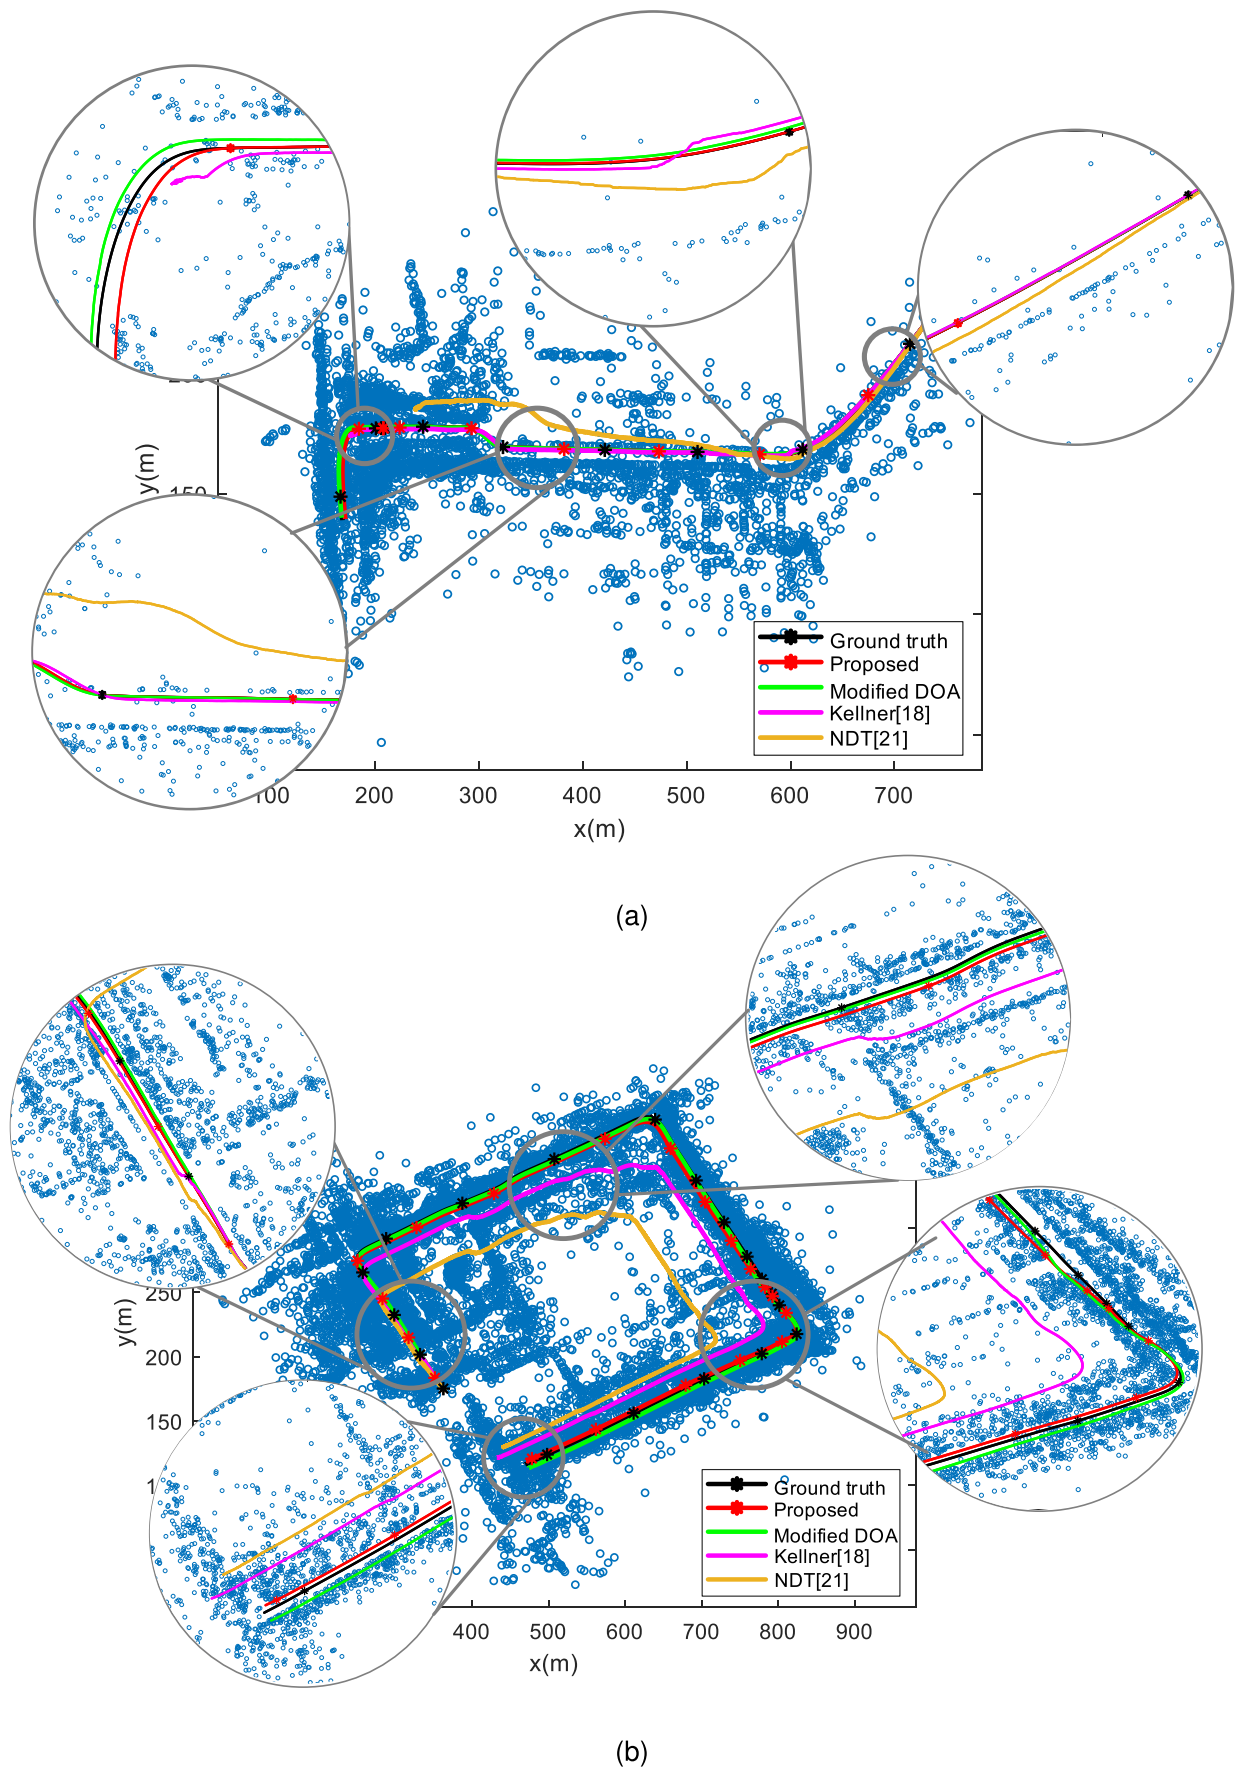 y(m)
150
Ground truth
Proposed
Modified DOA
Kellner[18]
NDT[21]
100 200 300 400 500 600 700
x(m)
(a)
250
200
150
y(m)
Ground truth
Proposed
Modified DOA
Kellner[18]
NDT[21]
400 500 600 700 800 900
x(m)
(b)